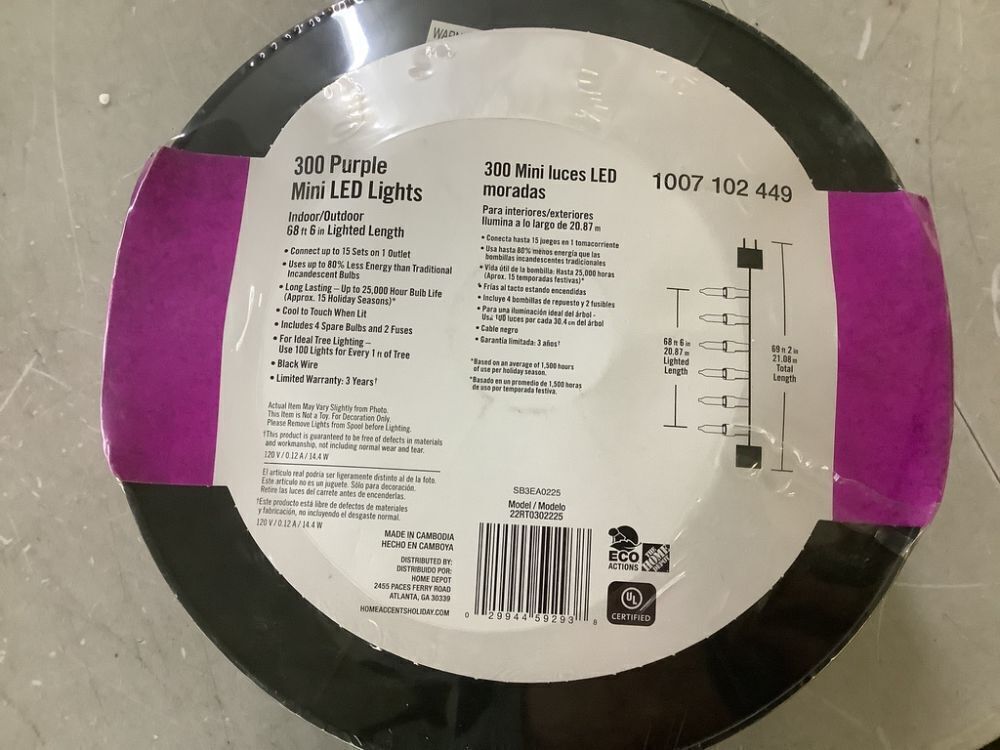 300 Purple
Mini LED Lights
Indoor/Outdoor
68 ft 6 in Lighted Length
• Connect up to 15 Sets on 1 Outlet
• Uses up to 80% Less Energy than Traditional
Incandescent Bulbs
• Long Lasting – Up to 25,000 Hour Bulb Life
(Approx. 15 Holiday Seasons)*
• Cool to Touch When Lit
• Includes 4 Spare Bulbs and 2 Fuses
• For Ideal Tree Lighting –
Use 100 Lights for Every 1 ft of Tree
• Black Wire
• Limited Warranty: 3 Years†
Actual Item May Vary Slightly from Photo.
This Item is Not a Toy. For Decoration Only.
Please Remove Lights from Spool before Lighting.
†This product is guaranteed to be free of defects in materials
and workmanship, not including normal wear and tear.
120 V / 0.12 A / 14.4 W
El artículo real podría ser ligeramente distinto al de la foto.
Este artículo no es un juguete. Sólo para decoración.
Retire las luces del carrete antes de encenderlas.
†Este producto está libre de defectos de materiales
y fabricación, no incluyendo el desgaste normal.
120 V / 0.12 A / 14.4 W
MADE IN CAMBODIA
HECHO EN CAMBOYA
DISTRIBUTED BY:
DISTRIBUIDO POR:
HOME DEPOT
2455 PACES FERRY ROAD
ATLANTA, GA 30339
HOMEACCENTSHOLIDAY.COM
300 Mini luces LED
moradas
Para interiores/exteriores
Ilumina a lo largo de 20.87 m
• Conecta hasta 15 juegos en 1 tomacorriente
• Usa hasta 80% menos energía que las
bombillas incandescentes tradicionales
• Vida útil de la bombilla: Hasta 25,000 horas
(Aprox. 15 temporadas festivas)*
• Frías al tacto estando encendidas
• Incluye 4 bombillas de repuesto y 2 fusibles
• Para una iluminación ideal del árbol -
Usa 100 luces por cada 30.4 cm del árbol
• Cable negro
• Garantía limitada: 3 años†
*Based on an average of 1,500 hours
of use per holiday season.
*Basado en un promedio de 1,500 horas
de uso por temporada festiva.
SB3EA0225
Model / Modelo
22RT0302225
0 29944 59293 8
1007 102 449
68 ft 6 in
20.87 m
Lighted
Length
69 ft 2 in
21.08 m
Total
Length
ECO
ACTIONS
THE HOME DEPOT
UL
CERTIFIED